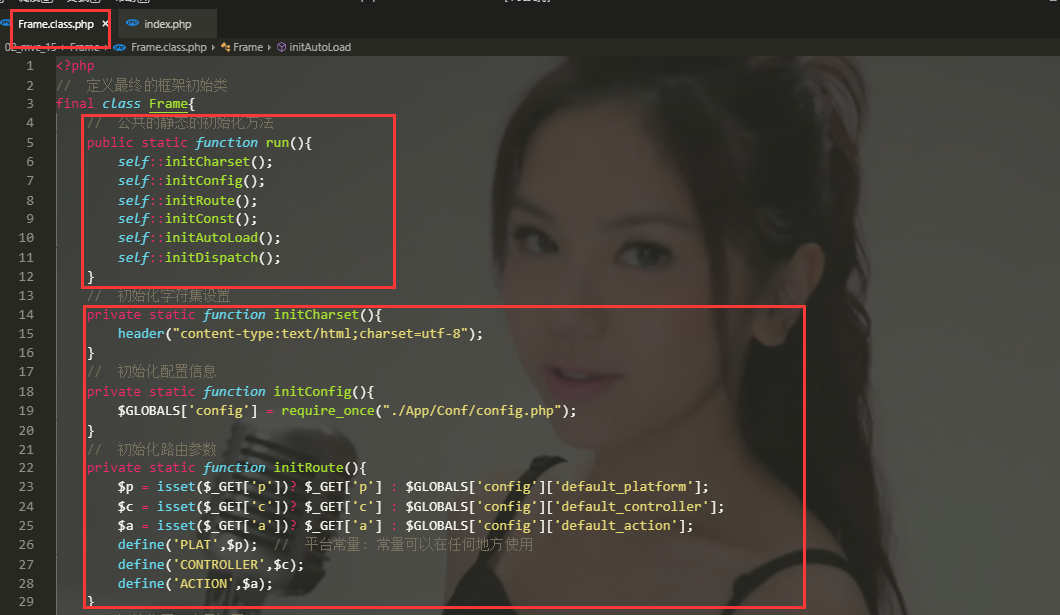 Frame.class.php × index.php
Frame.class.php › Frame › initAutoLoad
1 <?php
2 // 定义最终的框架初始类
3 final class Frame{
4 // 公共的静态的初始化方法
5 public static function run(){
6 self::initCharset();
7 self::initConfig();
8 self::initRoute();
9 self::initConst();
10 self::initAutoLoad();
11 self::initDispatch();
12 }
13 // 初始化字符集设置
14 private static function initCharset(){
15 header("content-type:text/html;charset=utf-8");
16 }
17 // 初始化配置信息
18 private static function initConfig(){
19 $GLOBALS['config'] = require_once("./App/Conf/config.php");
20 }
21 // 初始化路由参数
22 private static function initRoute(){
23 $p = isset($_GET['p'])? $_GET['p'] : $GLOBALS['config']['default_platform'];
24 $c = isset($_GET['c'])? $_GET['c'] : $GLOBALS['config']['default_controller'];
25 $a = isset($_GET['a'])? $_GET['a'] : $GLOBALS['config']['default_action'];
26 define('PLAT',$p); // 平台常量: 常量可以在任何地方使用
27 define('CONTROLLER',$c);
28 define('ACTION',$a);
29 }